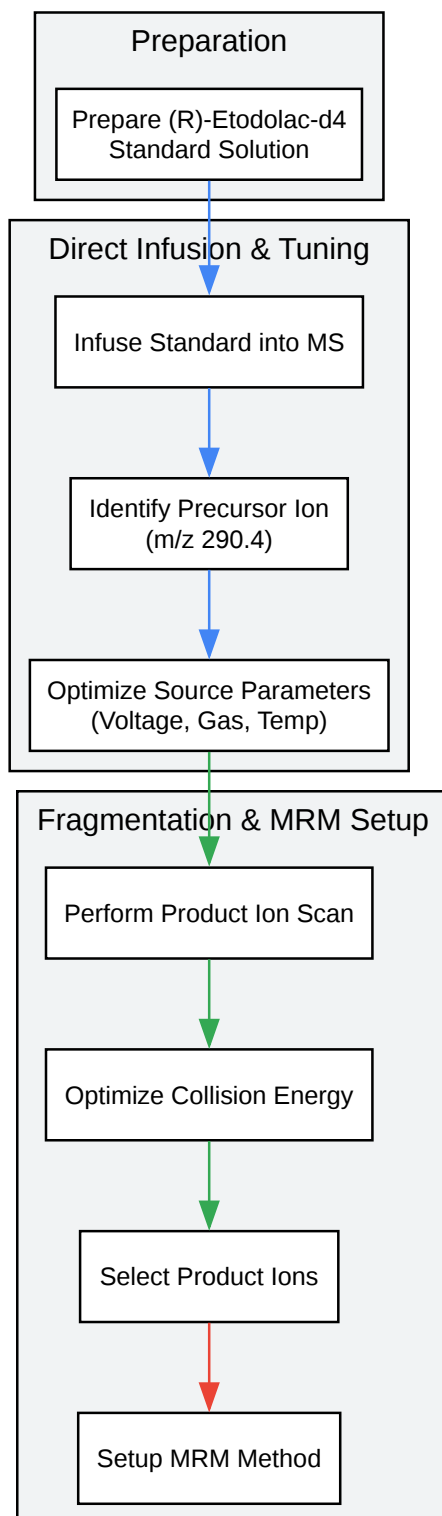 Preparation
Prepare (R)-Etodolac-d4
Standard Solution
Direct Infusion & Tuning
Infuse Standard into MS
Identify Precursor Ion
(m/z 290.4)
Optimize Source Parameters
(Voltage, Gas, Temp)
Fragmentation & MRM Setup
Perform Product Ion Scan
Optimize Collision Energy
Select Product Ions
Setup MRM Method